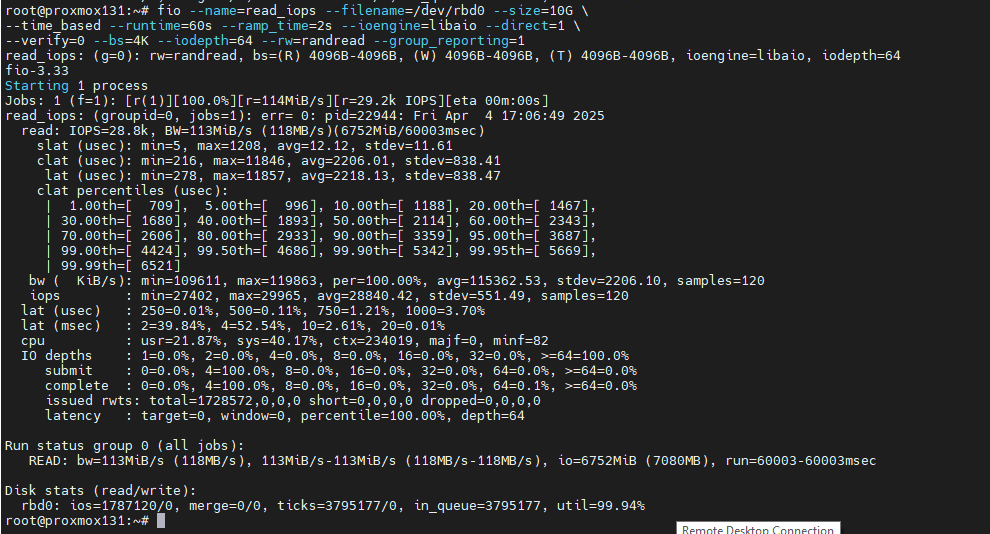 root@proxmox131:~# fio --name=read_iops --filename=/dev/rbd0 --size=10G \
--time_based --runtime=60s --ramp_time=2s --ioengine=libaio --direct=1 \
--verify=0 --bs=4K --iodepth=64 --rw=randread --group_reporting=1
read_iops: (g=0): rw=randread, bs=(R) 4096B-4096B, (W) 4096B-4096B, (T) 4096B-4096B, ioengine=libaio, iodepth=64
fio-3.33
Starting 1 process
Jobs: 1 (f=1): [r(1)][100.0%][r=114MiB/s][r=29.2k IOPS][eta 00m:00s]
read_iops: (groupid=0, jobs=1): err= 0: pid=22944: Fri Apr  4 17:06:49 2025
  read: IOPS=28.8k, BW=113MiB/s (118MB/s)(6752MiB/60003msec)
    slat (usec): min=5, max=1208, avg=12.12, stdev=11.61
    clat (usec): min=216, max=11846, avg=2206.01, stdev=838.41
     lat (usec): min=278, max=11857, avg=2218.13, stdev=838.47
    clat percentiles (usec):
     |  1.00th=[  709],  5.00th=[  996], 10.00th=[ 1188], 20.00th=[ 1467],
     | 30.00th=[ 1680], 40.00th=[ 1893], 50.00th=[ 2114], 60.00th=[ 2343],
     | 70.00th=[ 2606], 80.00th=[ 2933], 90.00th=[ 3359], 95.00th=[ 3687],
     | 99.00th=[ 4424], 99.50th=[ 4686], 99.90th=[ 5342], 99.95th=[ 5669],
     | 99.99th=[ 6521]
   bw (  KiB/s): min=109611, max=119863, per=100.00%, avg=115362.53, stdev=2206.10, samples=120
   iops        : min=27402, max=29965, avg=28840.42, stdev=551.49, samples=120
  lat (usec)   : 250=0.01%, 500=0.11%, 750=1.21%, 1000=3.70%
  lat (msec)   : 2=39.84%, 4=52.54%, 10=2.61%, 20=0.01%
  cpu          : usr=21.87%, sys=40.17%, ctx=234019, majf=0, minf=82
  IO depths    : 1=0.0%, 2=0.0%, 4=0.0%, 8=0.0%, 16=0.0%, 32=0.0%, >=64=100.0%
     submit    : 0=0.0%, 4=100.0%, 8=0.0%, 16=0.0%, 32=0.0%, 64=0.0%, >=64=0.0%
     complete  : 0=0.0%, 4=100.0%, 8=0.0%, 16=0.0%, 32=0.0%, 64=0.1%, >=64=0.0%
     issued rwts: total=1728572,0,0,0 short=0,0,0,0 dropped=0,0,0,0
     latency   : target=0, window=0, percentile=100.00%, depth=64

Run status group 0 (all jobs):
   READ: bw=113MiB/s (118MB/s), 113MiB/s-113MiB/s (118MB/s-118MB/s), io=6752MiB (7080MB), run=60003-60003msec

Disk stats (read/write):
  rbd0: ios=1787120/0, merge=0/0, ticks=3795177/0, in_queue=3795177, util=99.94%
root@proxmox131:~#
Remote Desktop Connection